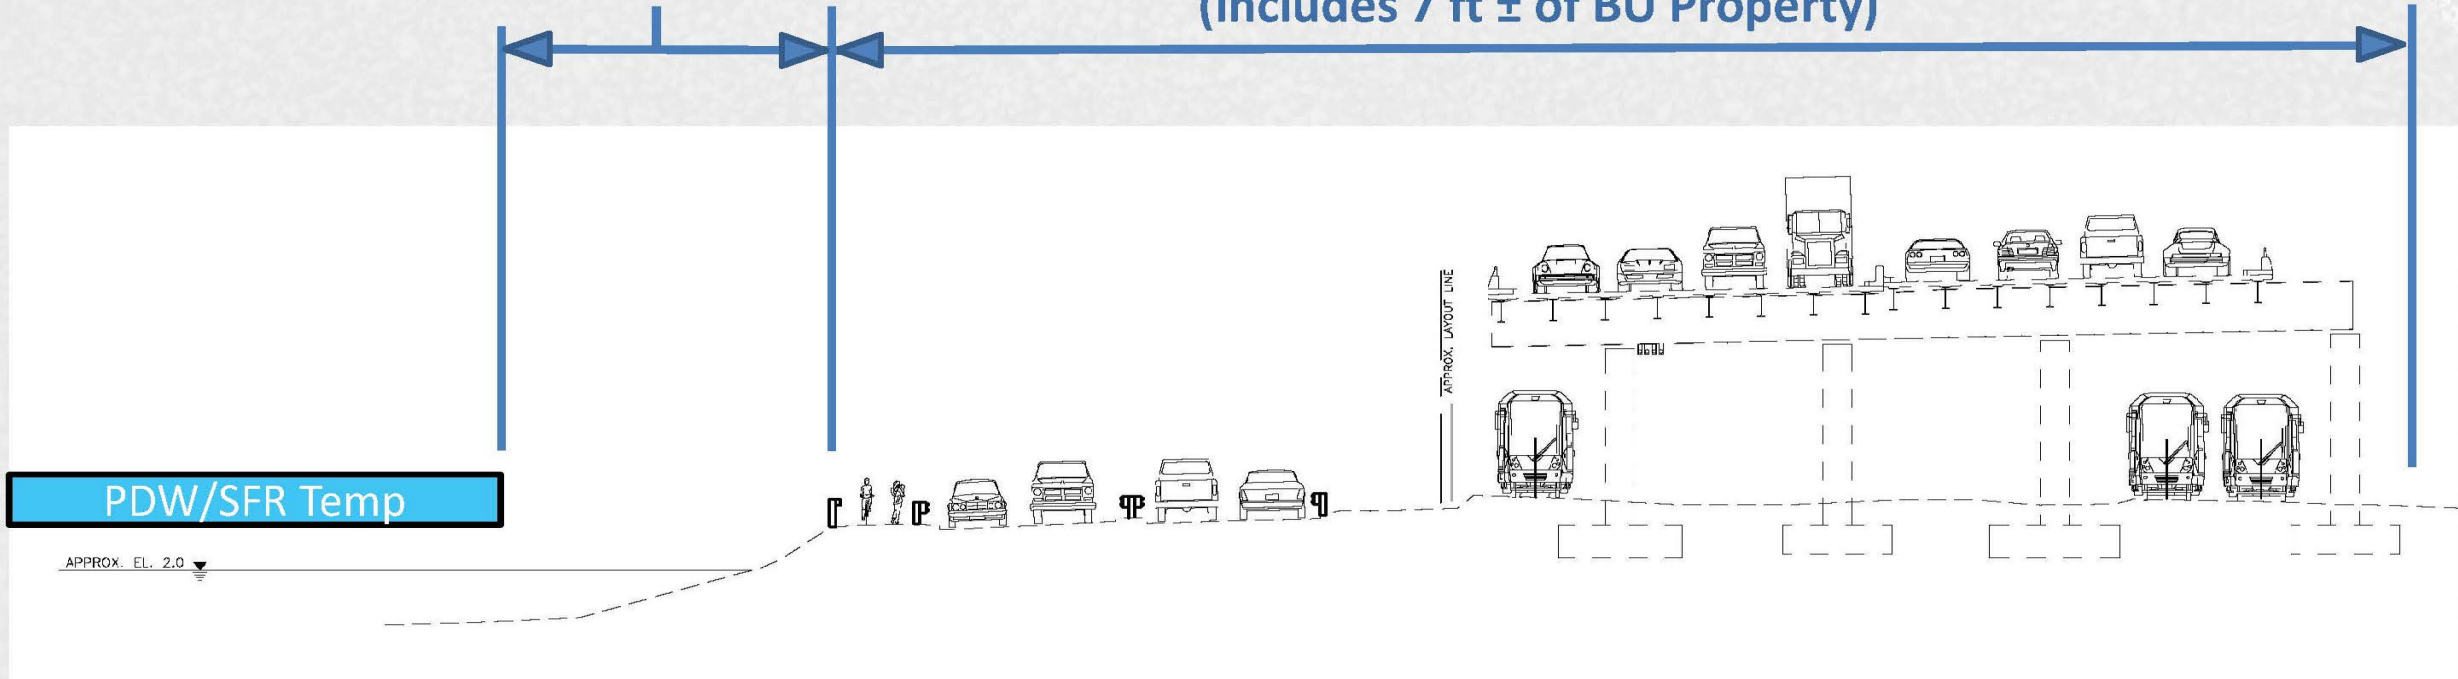 (Includes 7 ft ± of BU Property)
APPROX. LAYOUT LINE
PDW/SFR Temp
APPROX. EL. 2.0